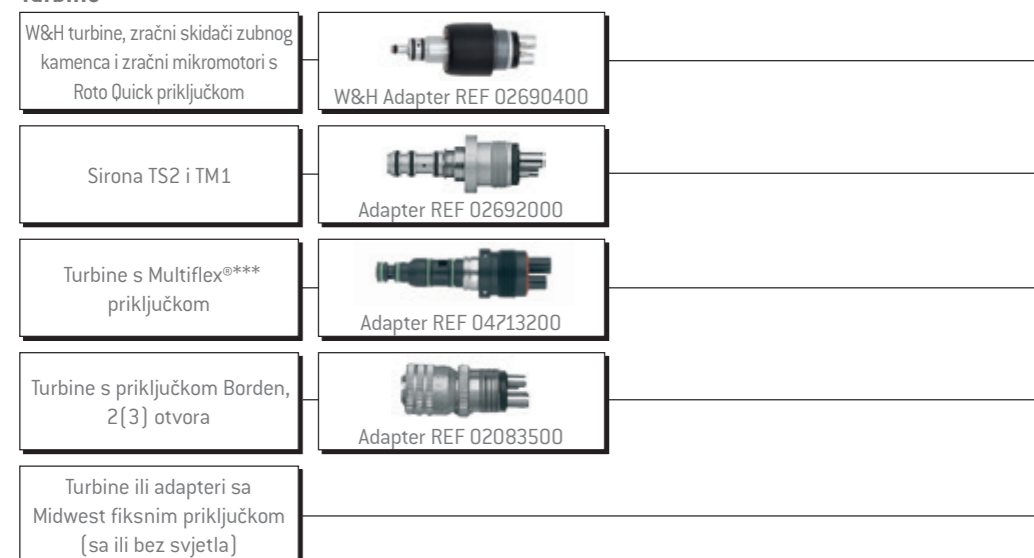 W&H turbine, zračni skidači zubnog
kamenca i zračni mikromotori s
Roto Quick priključkom
W&H Adapter REF 02690400
Sirona TS2 i TM1
Adapter REF 02692000
Turbine s Multiflex®***
priključkom
Adapter REF 04713200
Turbine s priključkom Borden,
2(3) otvora
Adapter REF 02083500
Turbine ili adapteri sa
Midwest fiksnim priključkom
(sa ili bez svjetla)